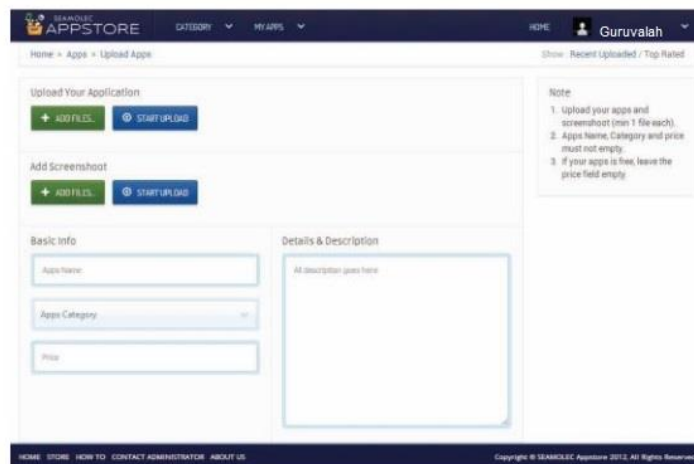 SEAMOLEC
APPSTORE
CATEGORY
MY APPS
HOME
Guruvalah
Home » Apps » Upload Apps
Show : Recent Uploaded / Top Rated
Upload Your Application
+ ADD FILES..
START UPLOAD
Add Screenshoot
+ ADD FILES..
START UPLOAD
Note
1. Upload your apps and
screenshoot (min 1 file each).
2. Apps Name, Category and price
must not empty.
3. If your apps is free, leave the
price field empty.
Basic Info
Apps Name
Apps Category
Price
Details & Description
All description goes here
HOME STORE HOW TO CONTACT ADMINISTRATOR ABOUT US
Copyright © SEAMOLEC Appstore 2012, All Rights Reserved